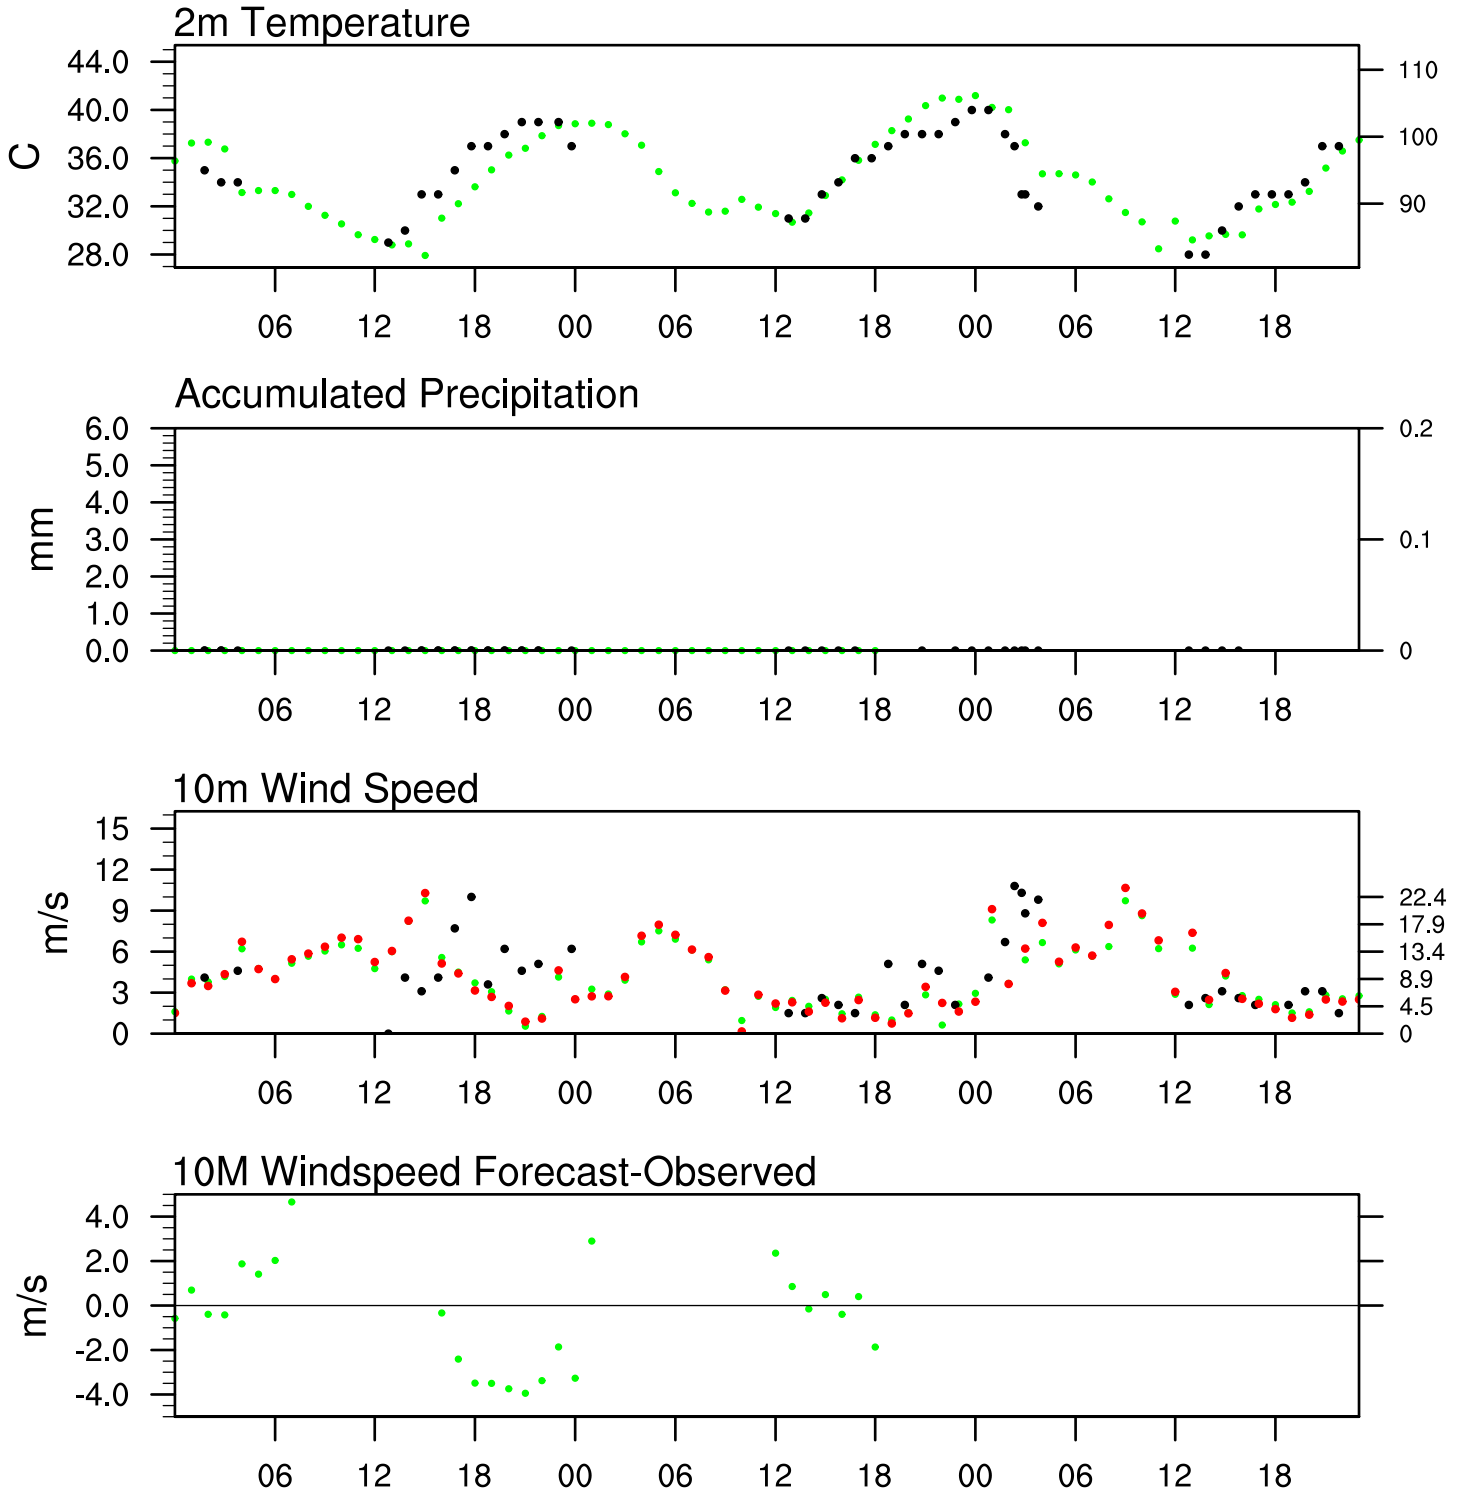 2m Temperature
44.0
40.0
36.0
32.0
28.0
C
110
100
90
06 12 18 00 06 12 18 00 06 12 18
Accumulated Precipitation
6.0
5.0
4.0
3.0
2.0
1.0
0.0
mm
0.2
0.1
0
06 12 18 00 06 12 18 00 06 12 18
10m Wind Speed
15
12
9
6
3
0
m/s
22.4
17.9
13.4
8.9
4.5
0
06 12 18 00 06 12 18 00 06 12 18
10M Windspeed Forecast-Observed
4.0
2.0
0.0
-2.0
-4.0
m/s
06 12 18 00 06 12 18 00 06 12 18